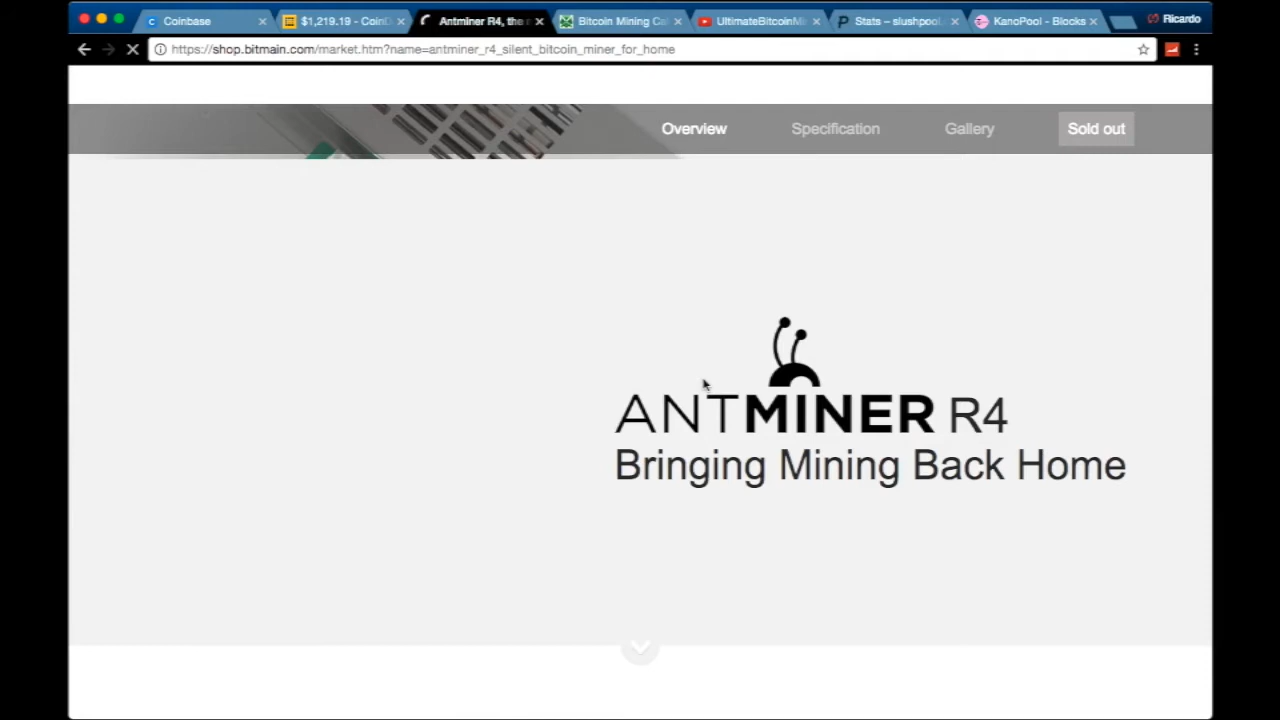 Coinbase
$1,219.19 - CoinD
Antminer R4, the
Bitcoin Mining Ca
UltimateBitcoinMi
Stats – slushpool.
KanoPool - Blocks
Ricardo
https://shop.bitmain.com/market.htm?name=antminer_r4_silent_bitcoin_miner_for_home
Overview
Specification
Gallery
Sold out
ANTMINER R4
Bringing Mining Back Home